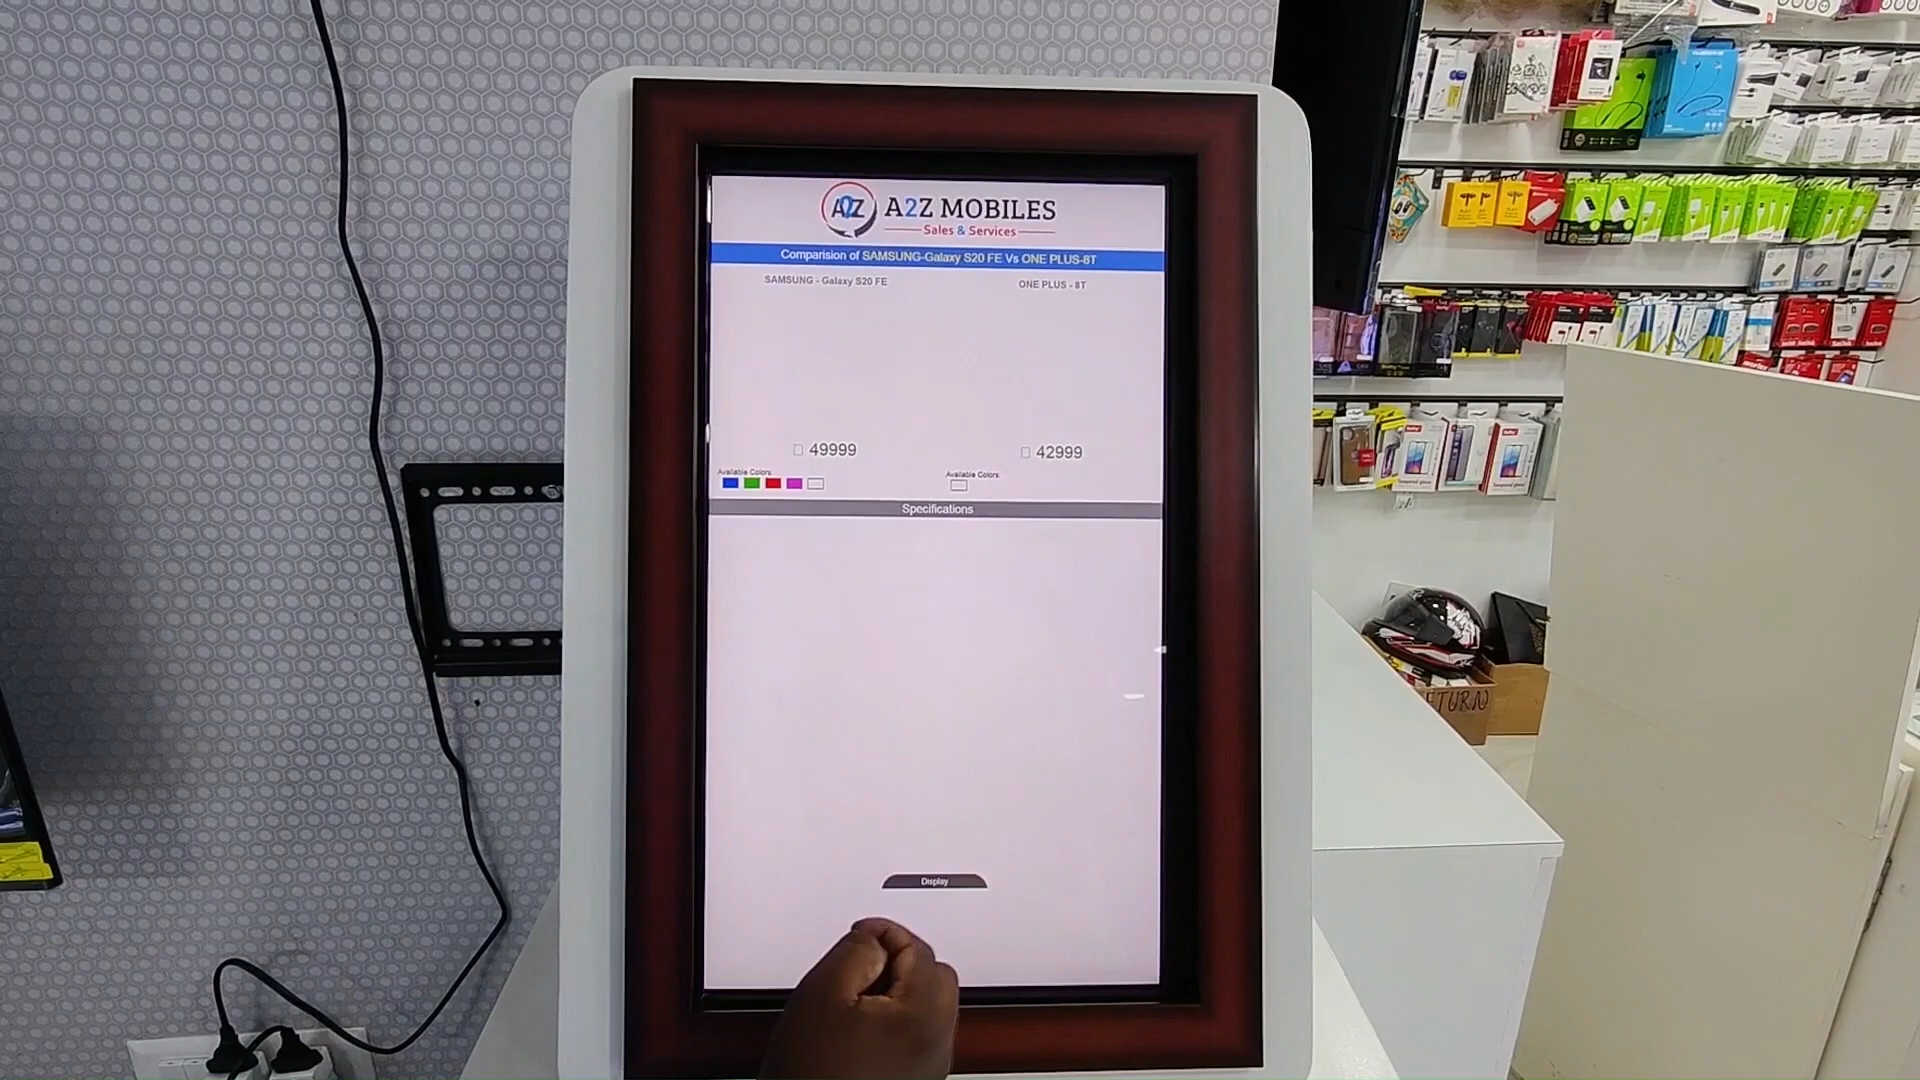 A2Z
A2Z MOBILES
Sales & Services
Comparision of SAMSUNG-Galaxy S20 FE Vs ONE PLUS-8T
SAMSUNG - Galaxy S20 FE
ONE PLUS - 8T
49999
42999
Available Colors.
Available Colors.
Specifications
Display
ETURN